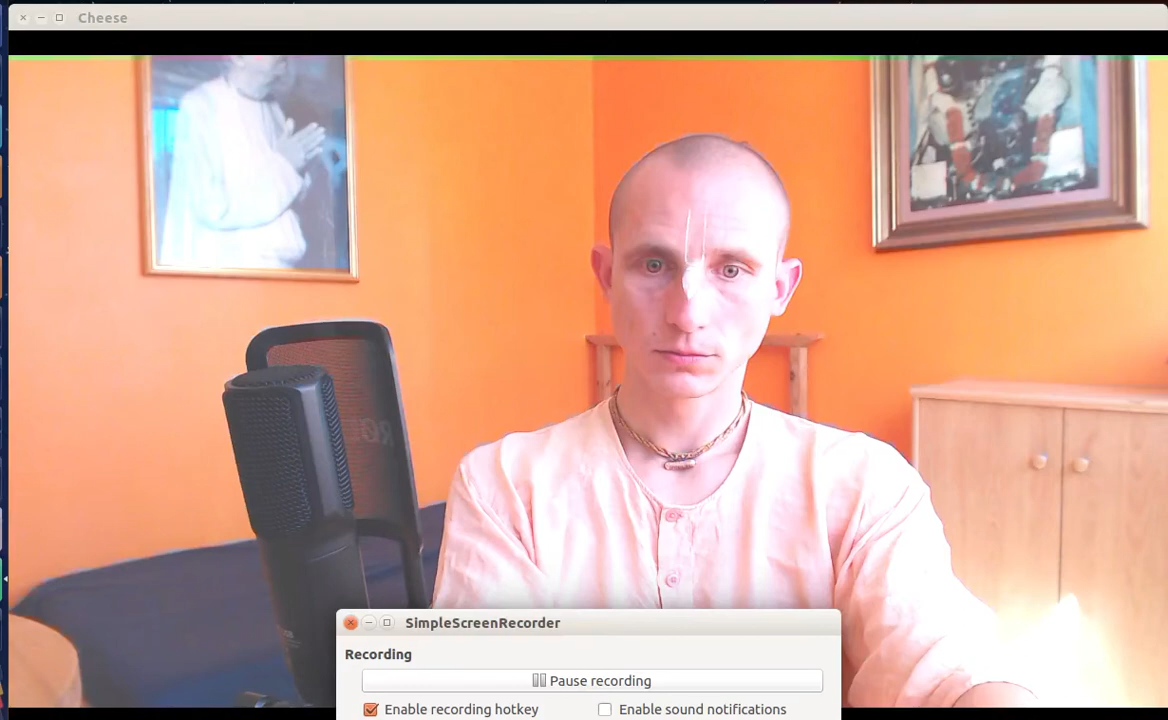 Cheese
SimpleScreenRecorder
Recording
Pause recording
Enable recording hotkey
Enable sound notifications